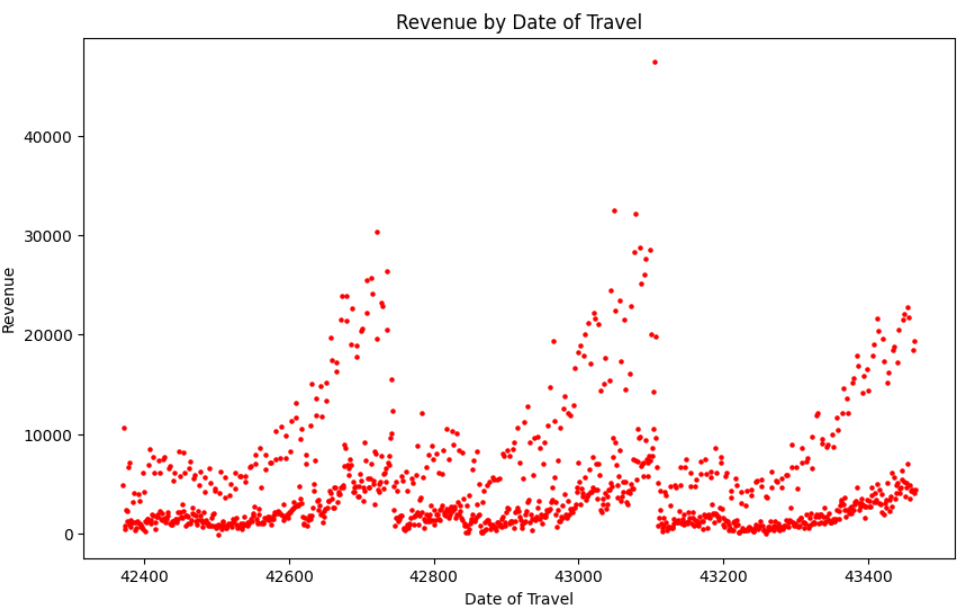 Revenue by Date of Travel
Revenue
40000
30000
20000
10000
0
42400 42600 42800 43000 43200 43400
Date of Travel